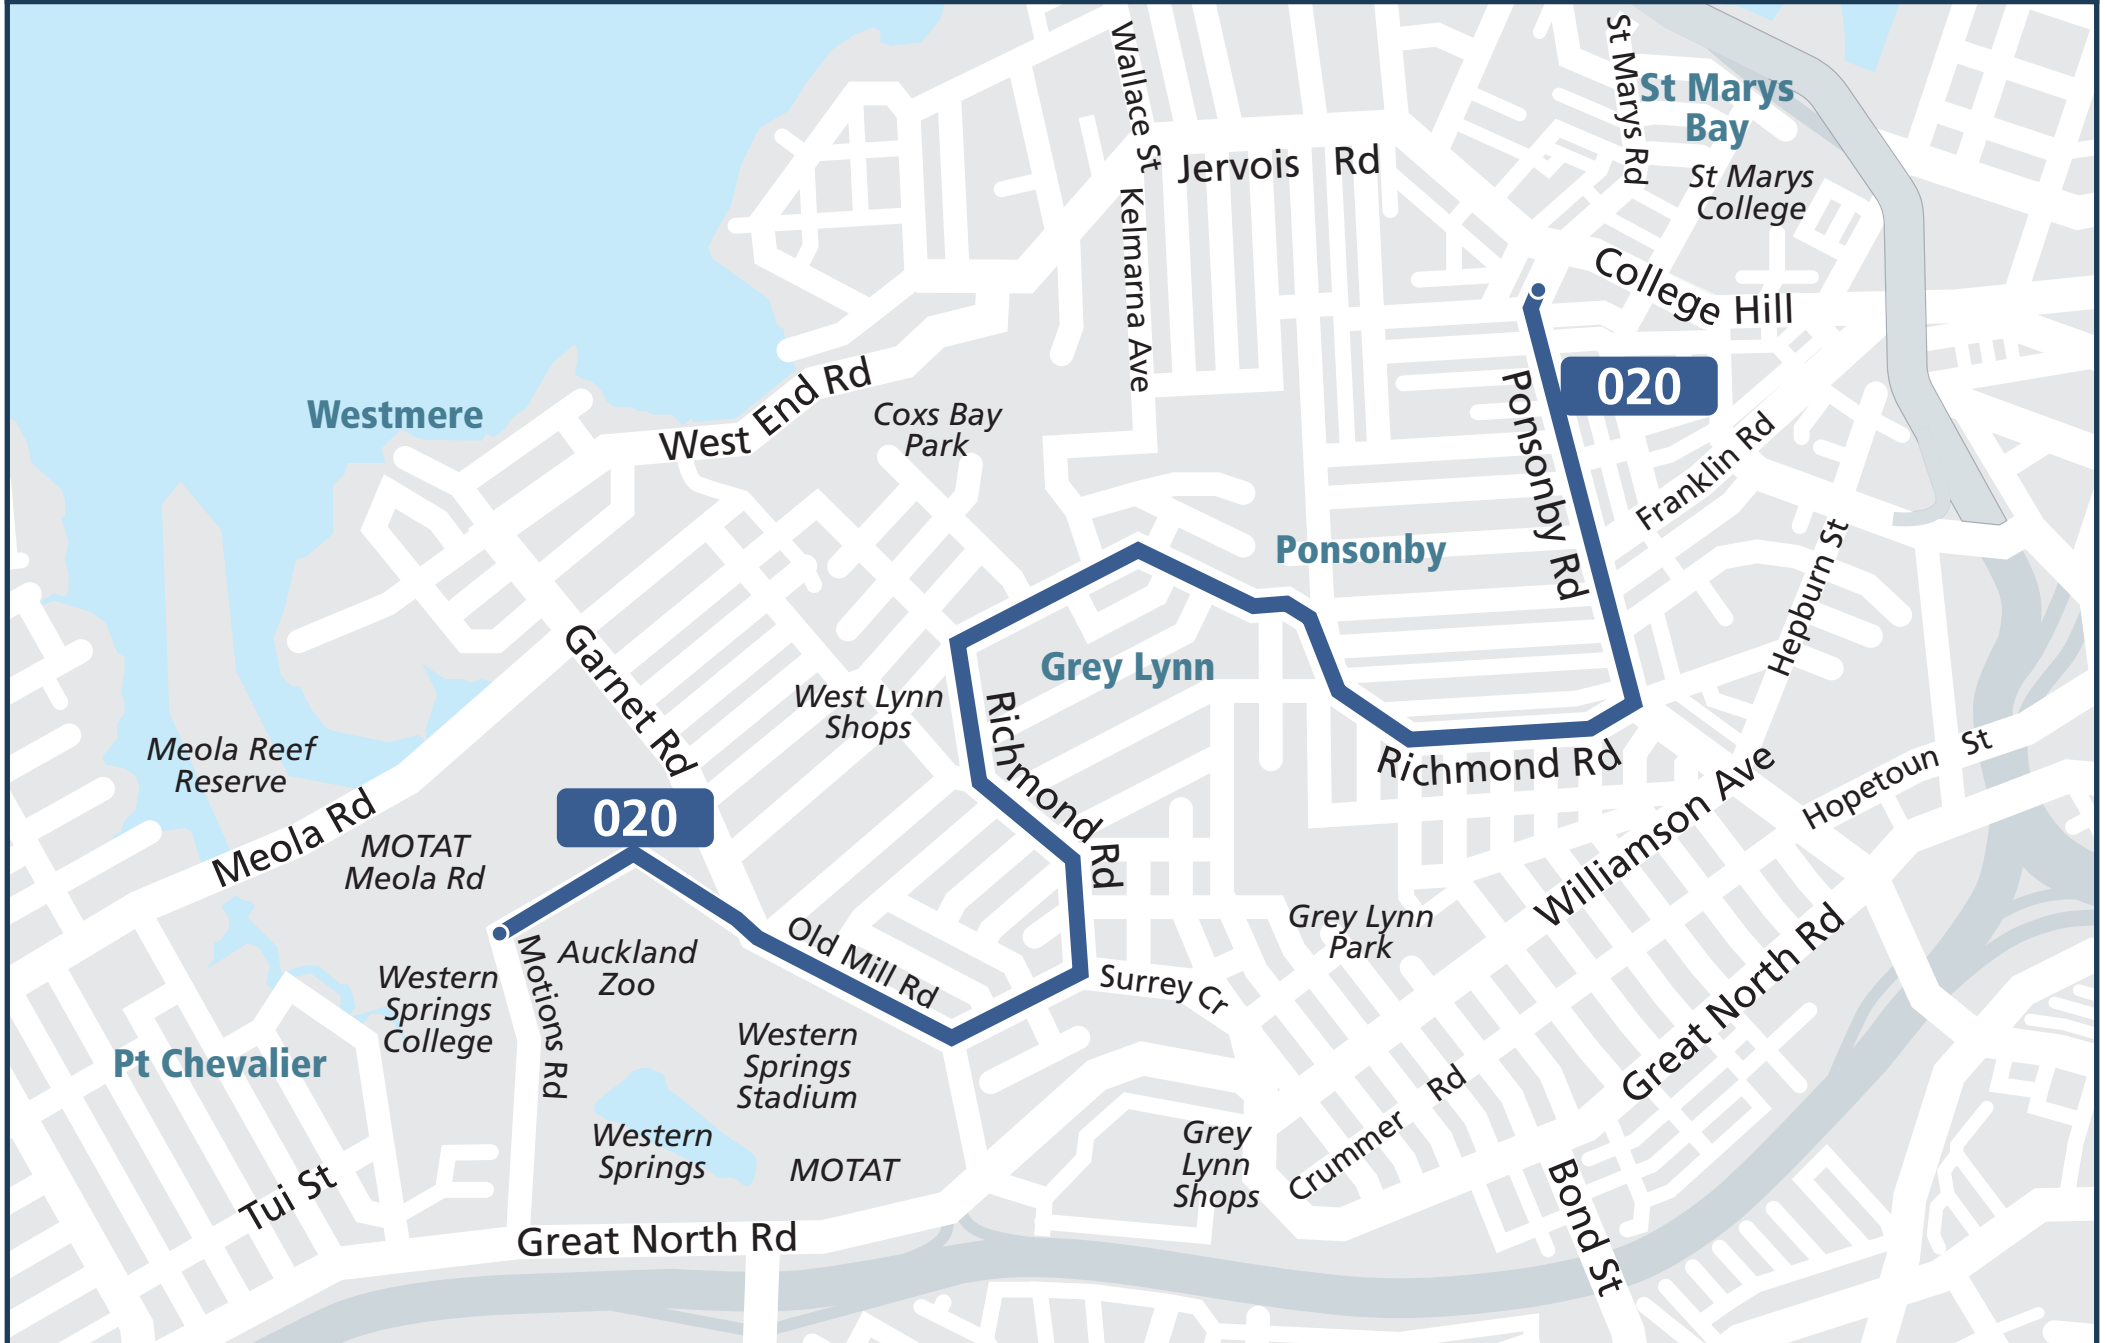 Wallace St
St Marys Rd
St Marys
Bay
Jervois Rd
St Marys
College
Kelmarna Ave
College Hill
020
West End Rd
Westmere
Coxs Bay
Park
Ponsonby Rd
Franklin Rd
Ponsonby
Hepburn St
Garnet Rd
Grey Lynn
West Lynn
Shops
Richmond Rd
Richmond Rd
Meola Reef
Reserve
Meola Rd
020
MOTAT
Meola Rd
Williamson Ave
Hopetoun St
Old Mill Rd
Grey Lynn
Park
Great North Rd
Auckland
Zoo
Motions Rd
Western
Springs
College
Surrey Cr
Pt Chevalier
Western
Springs
Stadium
Western
Springs
MOTAT
Grey
Lynn
Shops
Crummer Rd
Bond St
Tui St
Great North Rd